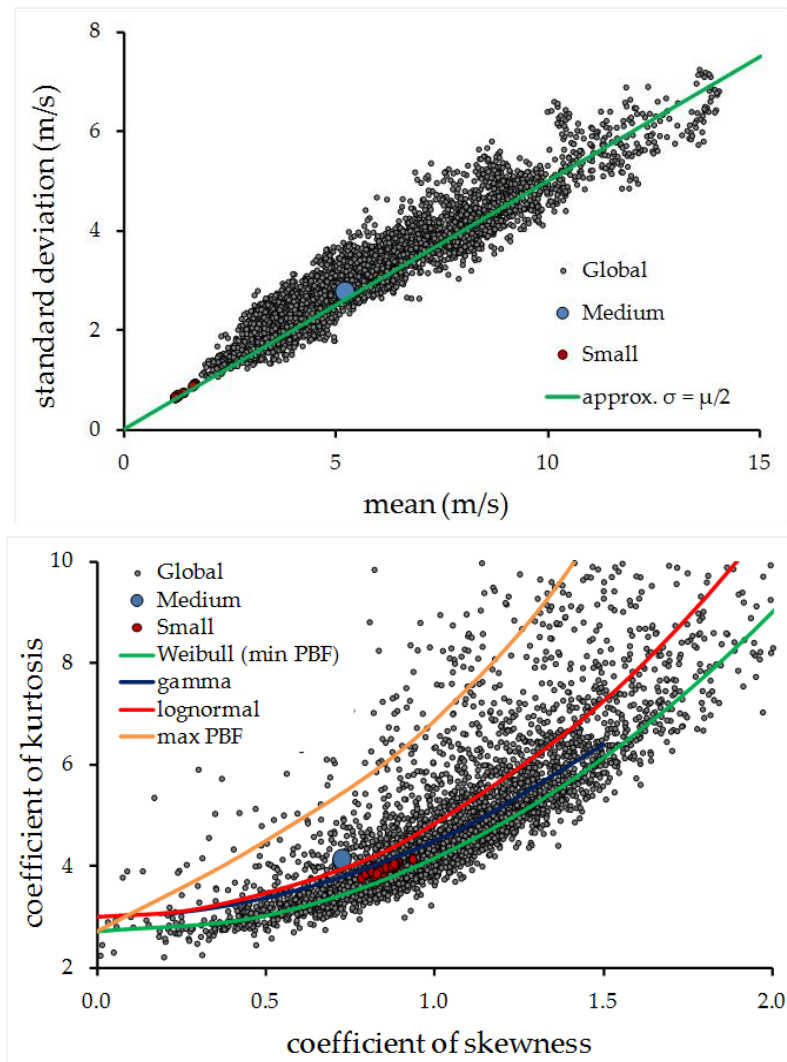 8
6
4
2
0
standard deviation (m/s)
Global
Medium
Small
approx. σ = μ/2
0
5
10
15
mean (m/s)
10
8
6
4
2
coefficient of kurtosis
Global
Medium
Small
Weibull (min PBF)
gamma
lognormal
max PBF
0.0
0.5
1.0
1.5
2.0
coefficient of skewness